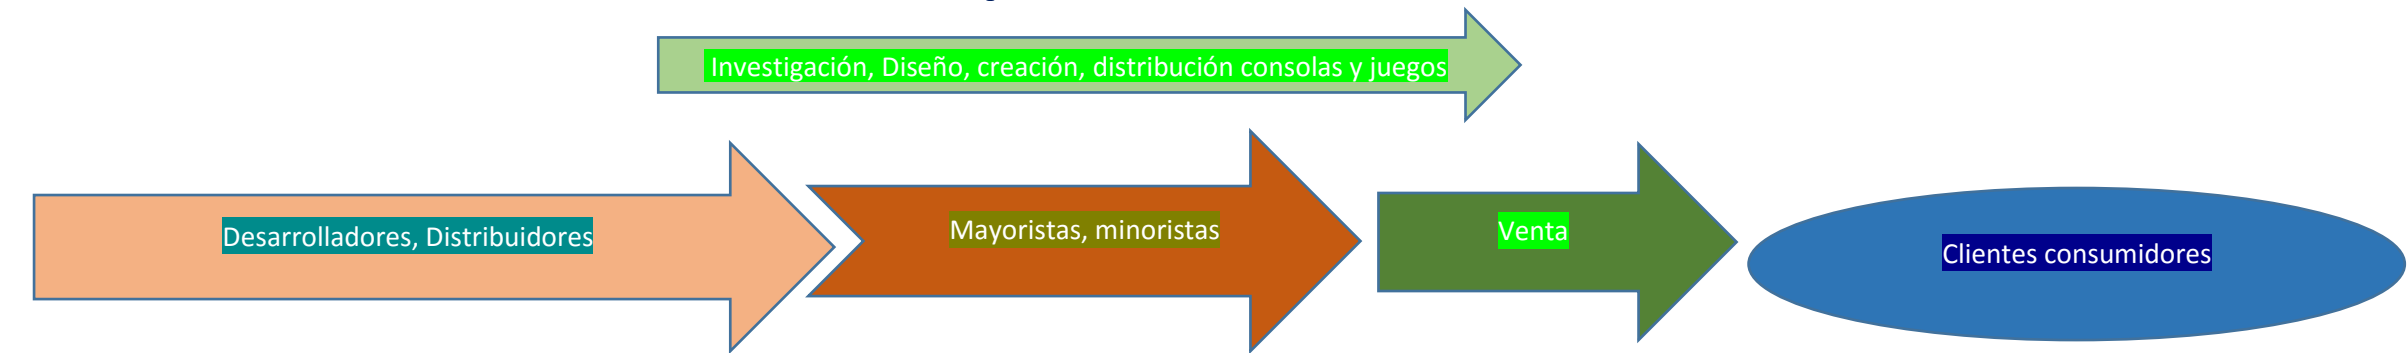 Investigación, Diseño, creación, distribución consolas y juegos
Desarrolladores, Distribuidores
Mayoristas, minoristas
Venta
Clientes consumidores